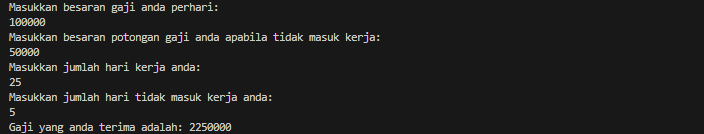 Masukkan besaran gaji anda perhari:
100000
Masukkan besaran potongan gaji anda apabila tidak masuk kerja:
50000
Masukkan jumlah hari kerja anda:
25
Masukkan jumlah hari tidak masuk kerja anda:
5
Gaji yang anda terima adalah: 2250000